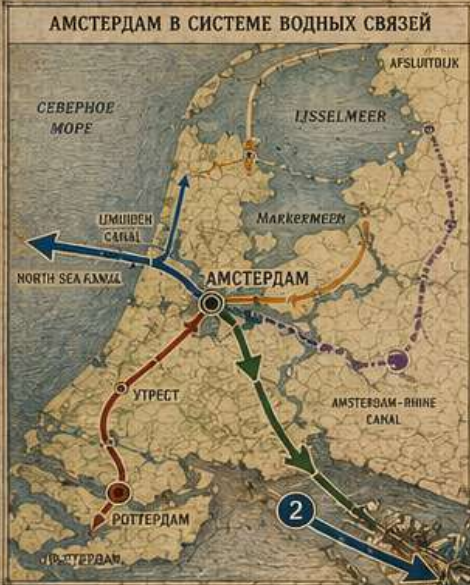 АМСТЕРДАМ В СИСТЕМЕ ВОДНЫХ СВЯЗЕЙ
AFSLUITDIJK
СЕВЕРНОЕ
МОРЕ
IJSSELMEER
MARKERMEER
IJMUIDEN
CANAL
NORTH SEA
АМСТЕРДАМ
УТРЕСТ
AMSTERDAM-RHINE
CANAL
2
РОТТЕРДАМ